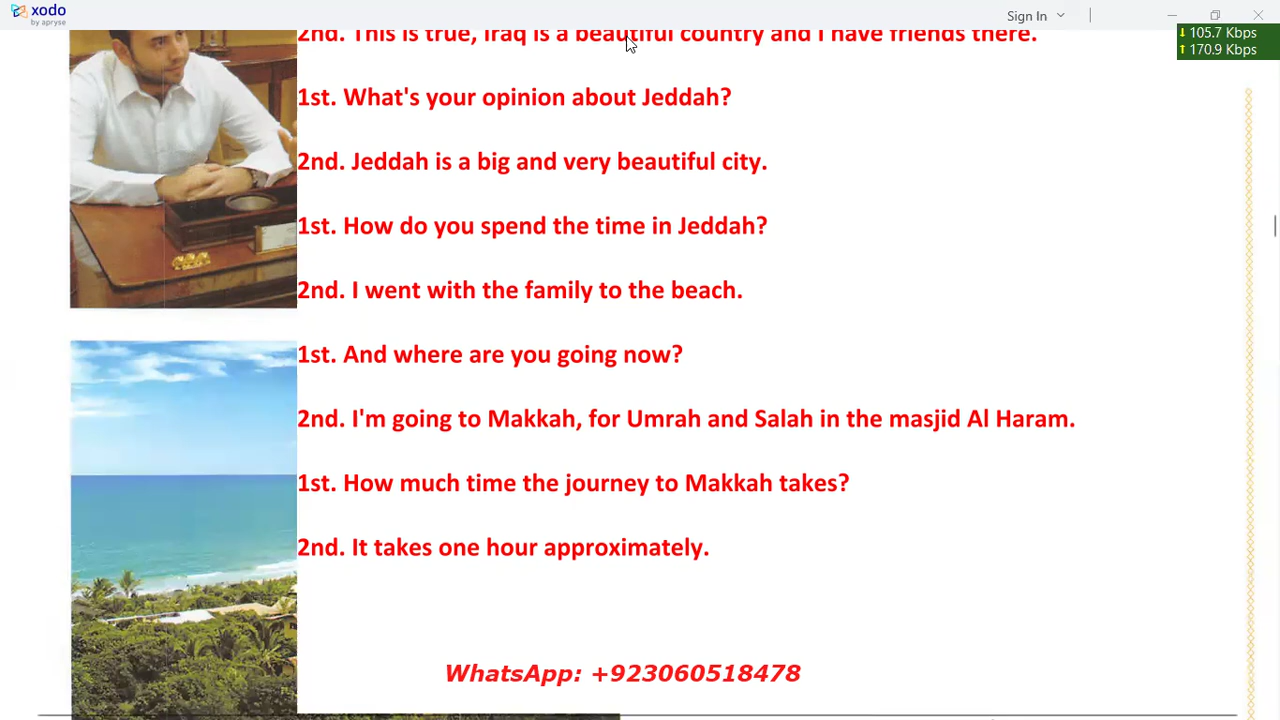 xodo
by apryse
Sign In
105.7 Kbps
170.9 Kbps
2nd. This is true, Iraq is a beautiful country and I have friends there.
1st. What's your opinion about Jeddah?
2nd. Jeddah is a big and very beautiful city.
1st. How do you spend the time in Jeddah?
2nd. I went with the family to the beach.
1st. And where are you going now?
2nd. I'm going to Makkah, for Umrah and Salah in the masjid Al Haram.
1st. How much time the journey to Makkah takes?
2nd. It takes one hour approximately.
WhatsApp: +923060518478